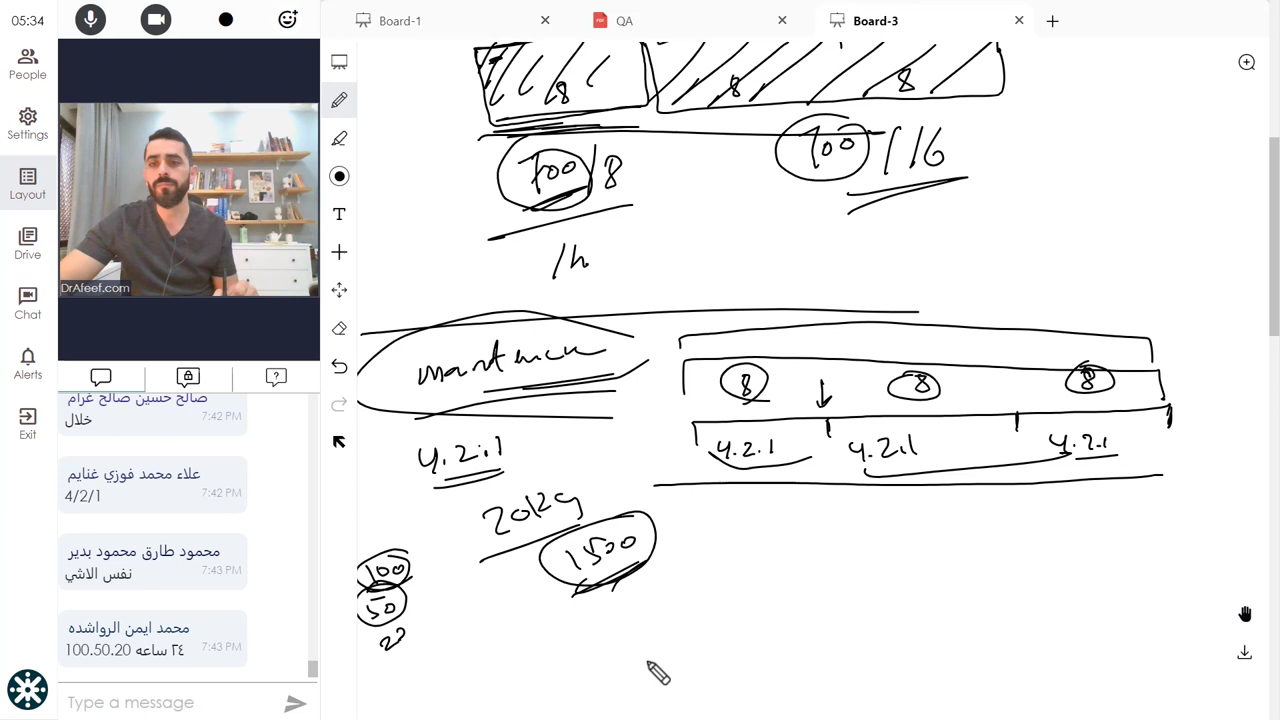 05:34
Board-1
QA
Board-3
People
Settings
Layout
Drive
Chat
Alerts
Exit
DrAfeef.com
صالح حسين صالح غرام
خلال
7:42 PM
علاء محمد فوزي غنايم
4/2/1
7:42 PM
محمود طارق محمود بدير
نفس الاشي
7:43 PM
محمد ايمن الرواشده
٢٤ ساعه 100.50.20
7:43 PM
Type a message
T
8 8 8
100/8
100/16
1h
8 8 8
4.2.1 4.2.1 4.2.1
4.2.1
20kg
1500
100
50
20